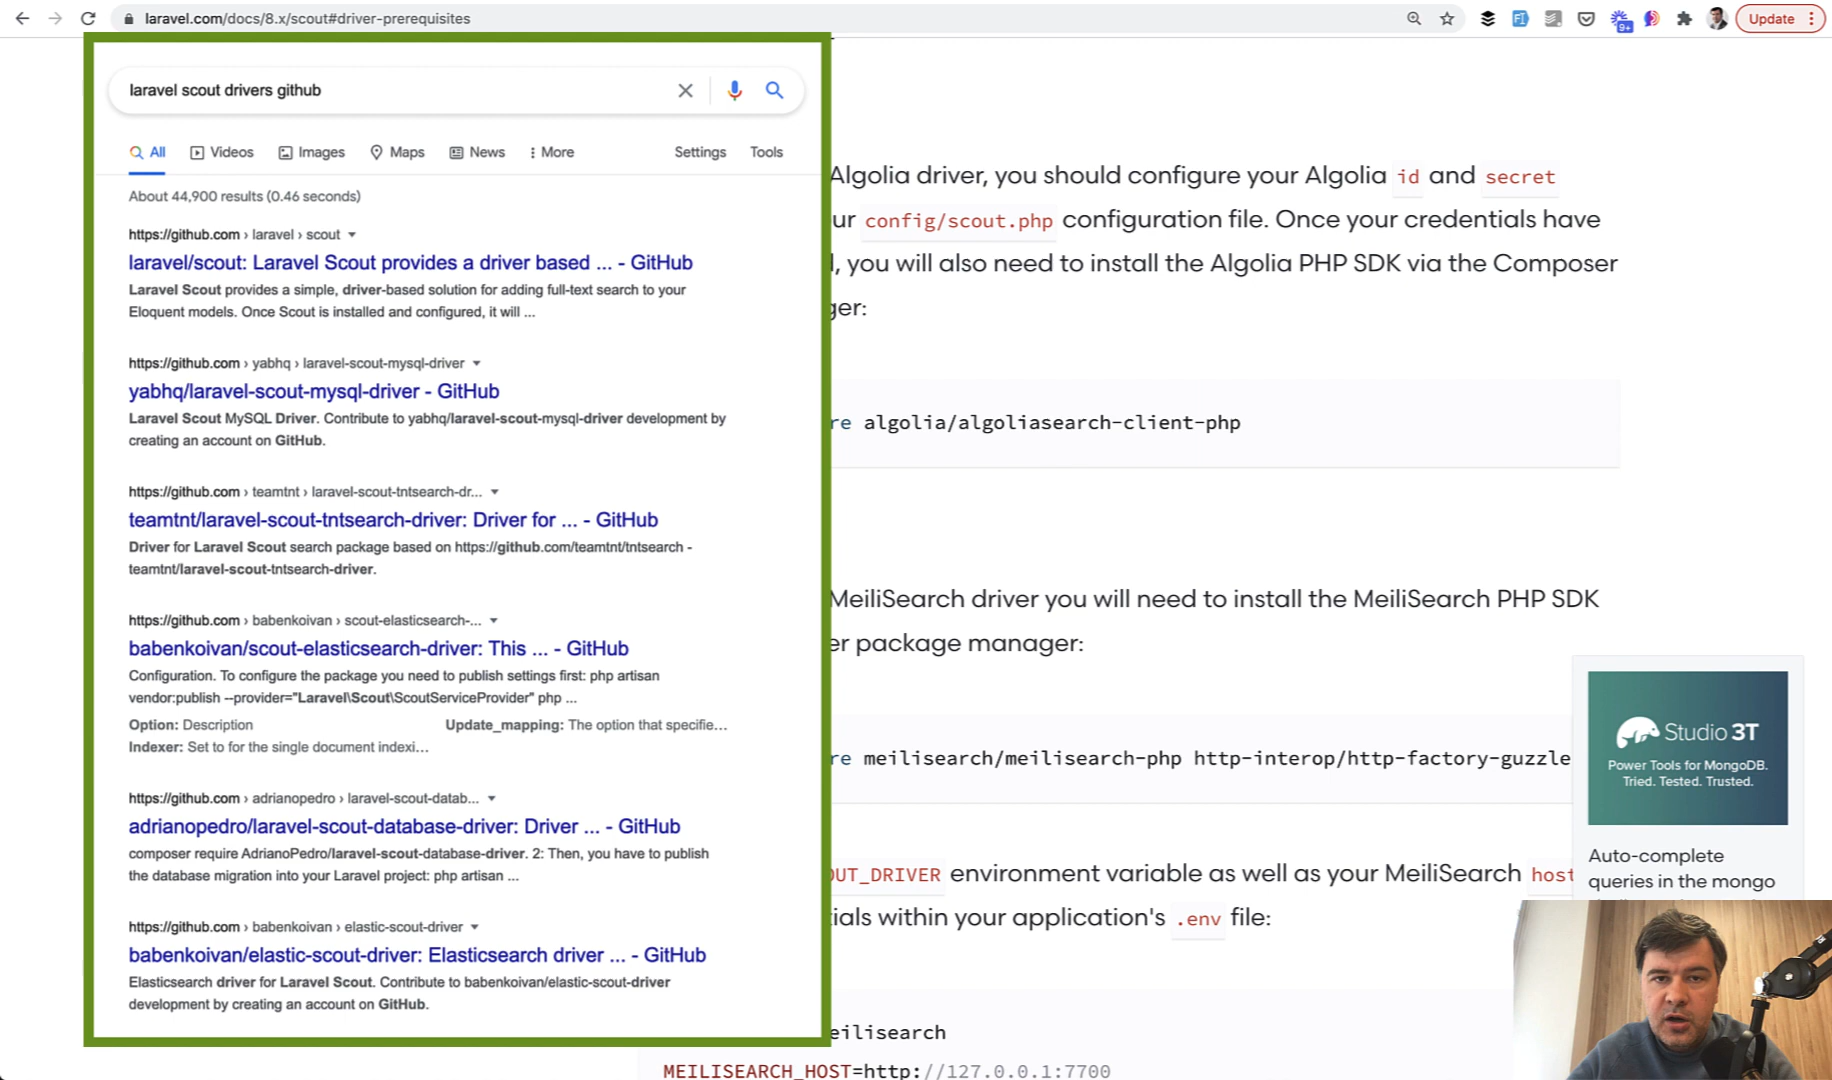 laravel.com/docs/8.x/scout#driver-prerequisites
9+
Update
laravel scout drivers github
All
Videos
Images
Maps
News
More
Settings
Tools
About 44,900 results (0.46 seconds)
https://github.com › laravel › scout
laravel/scout: Laravel Scout provides a driver based ... - GitHub
Laravel Scout provides a simple, driver-based solution for adding full-text search to your
Eloquent models. Once Scout is installed and configured, it will ...
https://github.com › yabhq › laravel-scout-mysql-driver
yabhq/laravel-scout-mysql-driver - GitHub
Laravel Scout MySQL Driver. Contribute to yabhq/laravel-scout-mysql-driver development by
creating an account on GitHub.
https://github.com › teamtnt › laravel-scout-tntsearch-dr...
teamtnt/laravel-scout-tntsearch-driver: Driver for ... - GitHub
Driver for Laravel Scout search package based on https://github.com/teamtnt/tntsearch -
teamtnt/laravel-scout-tntsearch-driver.
https://github.com › babenkoivan › scout-elasticsearch-...
babenkoivan/scout-elasticsearch-driver: This ... - GitHub
Configuration. To configure the package you need to publish settings first: php artisan
vendor:publish --provider="Laravel\Scout\ScoutServiceProvider" php ...
Option: Description
Update_mapping: The option that specifie...
Indexer: Set to for the single document indexi...
https://github.com › adrianopedro › laravel-scout-datab...
adrianopedro/laravel-scout-database-driver: Driver ... - GitHub
composer require AdrianoPedro/laravel-scout-database-driver. 2: Then, you have to publish
the database migration into your Laravel project: php artisan ...
https://github.com › babenkoivan › elastic-scout-driver
babenkoivan/elastic-scout-driver: Elasticsearch driver ... - GitHub
Elasticsearch driver for Laravel Scout. Contribute to babenkoivan/elastic-scout-driver
development by creating an account on GitHub.
Algolia driver, you should configure your Algolia id and secret
ur config/scout.php configuration file. Once your credentials have
, you will also need to install the Algolia PHP SDK via the Composer
ger:
re algolia/algoliasearch-client-php
MeiliSearch driver you will need to install the MeiliSearch PHP SDK
er package manager:
re meilisearch/meilisearch-php http-interop/http-factory-guzzle
OUT_DRIVER environment variable as well as your MeiliSearch host
tials within your application's .env file:
eilisearch
MEILISEARCH_HOST=http://127.0.0.1:7700
Studio 3T
Power Tools for MongoDB.
Tried. Tested. Trusted.
Auto-complete
queries in the mongo